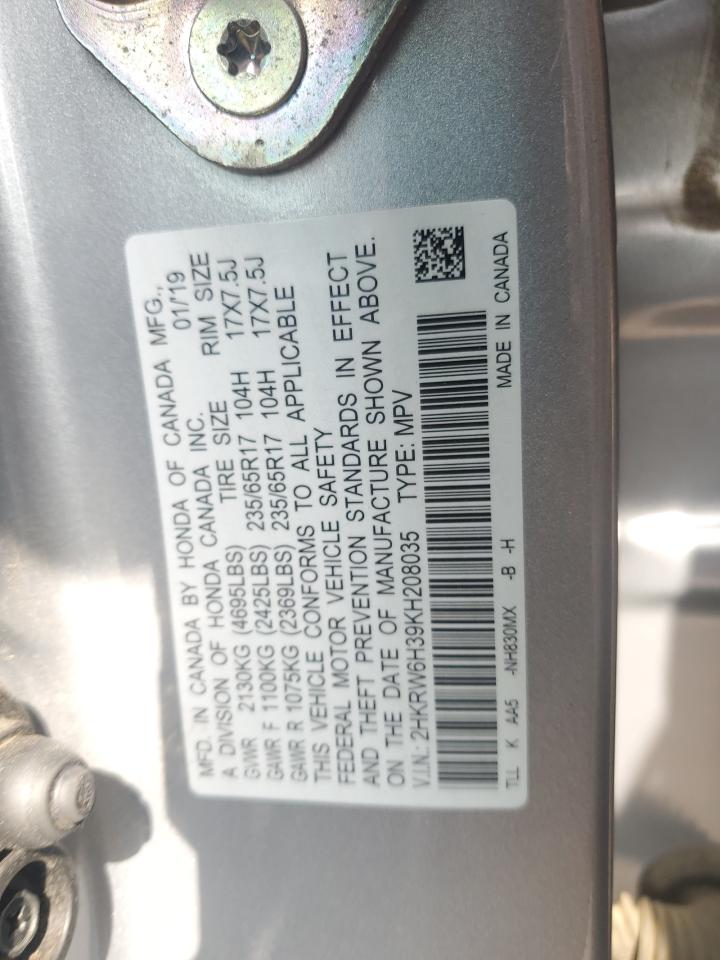 MFD. IN CANADA BY HONDA OF CANADA MFG.,
A DIVISION OF HONDA CANADA INC. 01/'19
GVWR 2130KG (4695LBS) TIRE SIZE RIM SIZE
GAWR F 1100KG (2425LBS) 235/65R17 104H 17X7.5J
GAWR R 1075KG (2369LBS) 235/65R17 104H 17X7.5J
THIS VEHICLE CONFORMS TO ALL APPLICABLE
FEDERAL MOTOR VEHICLE SAFETY
AND THEFT PREVENTION STANDARDS IN EFFECT
ON THE DATE OF MANUFACTURE SHOWN ABOVE.
V.I.N.: 2HKRW6H39KH208035 TYPE: MPV
TLL K AA5 -NH830MX -B -H MADE IN CANADA